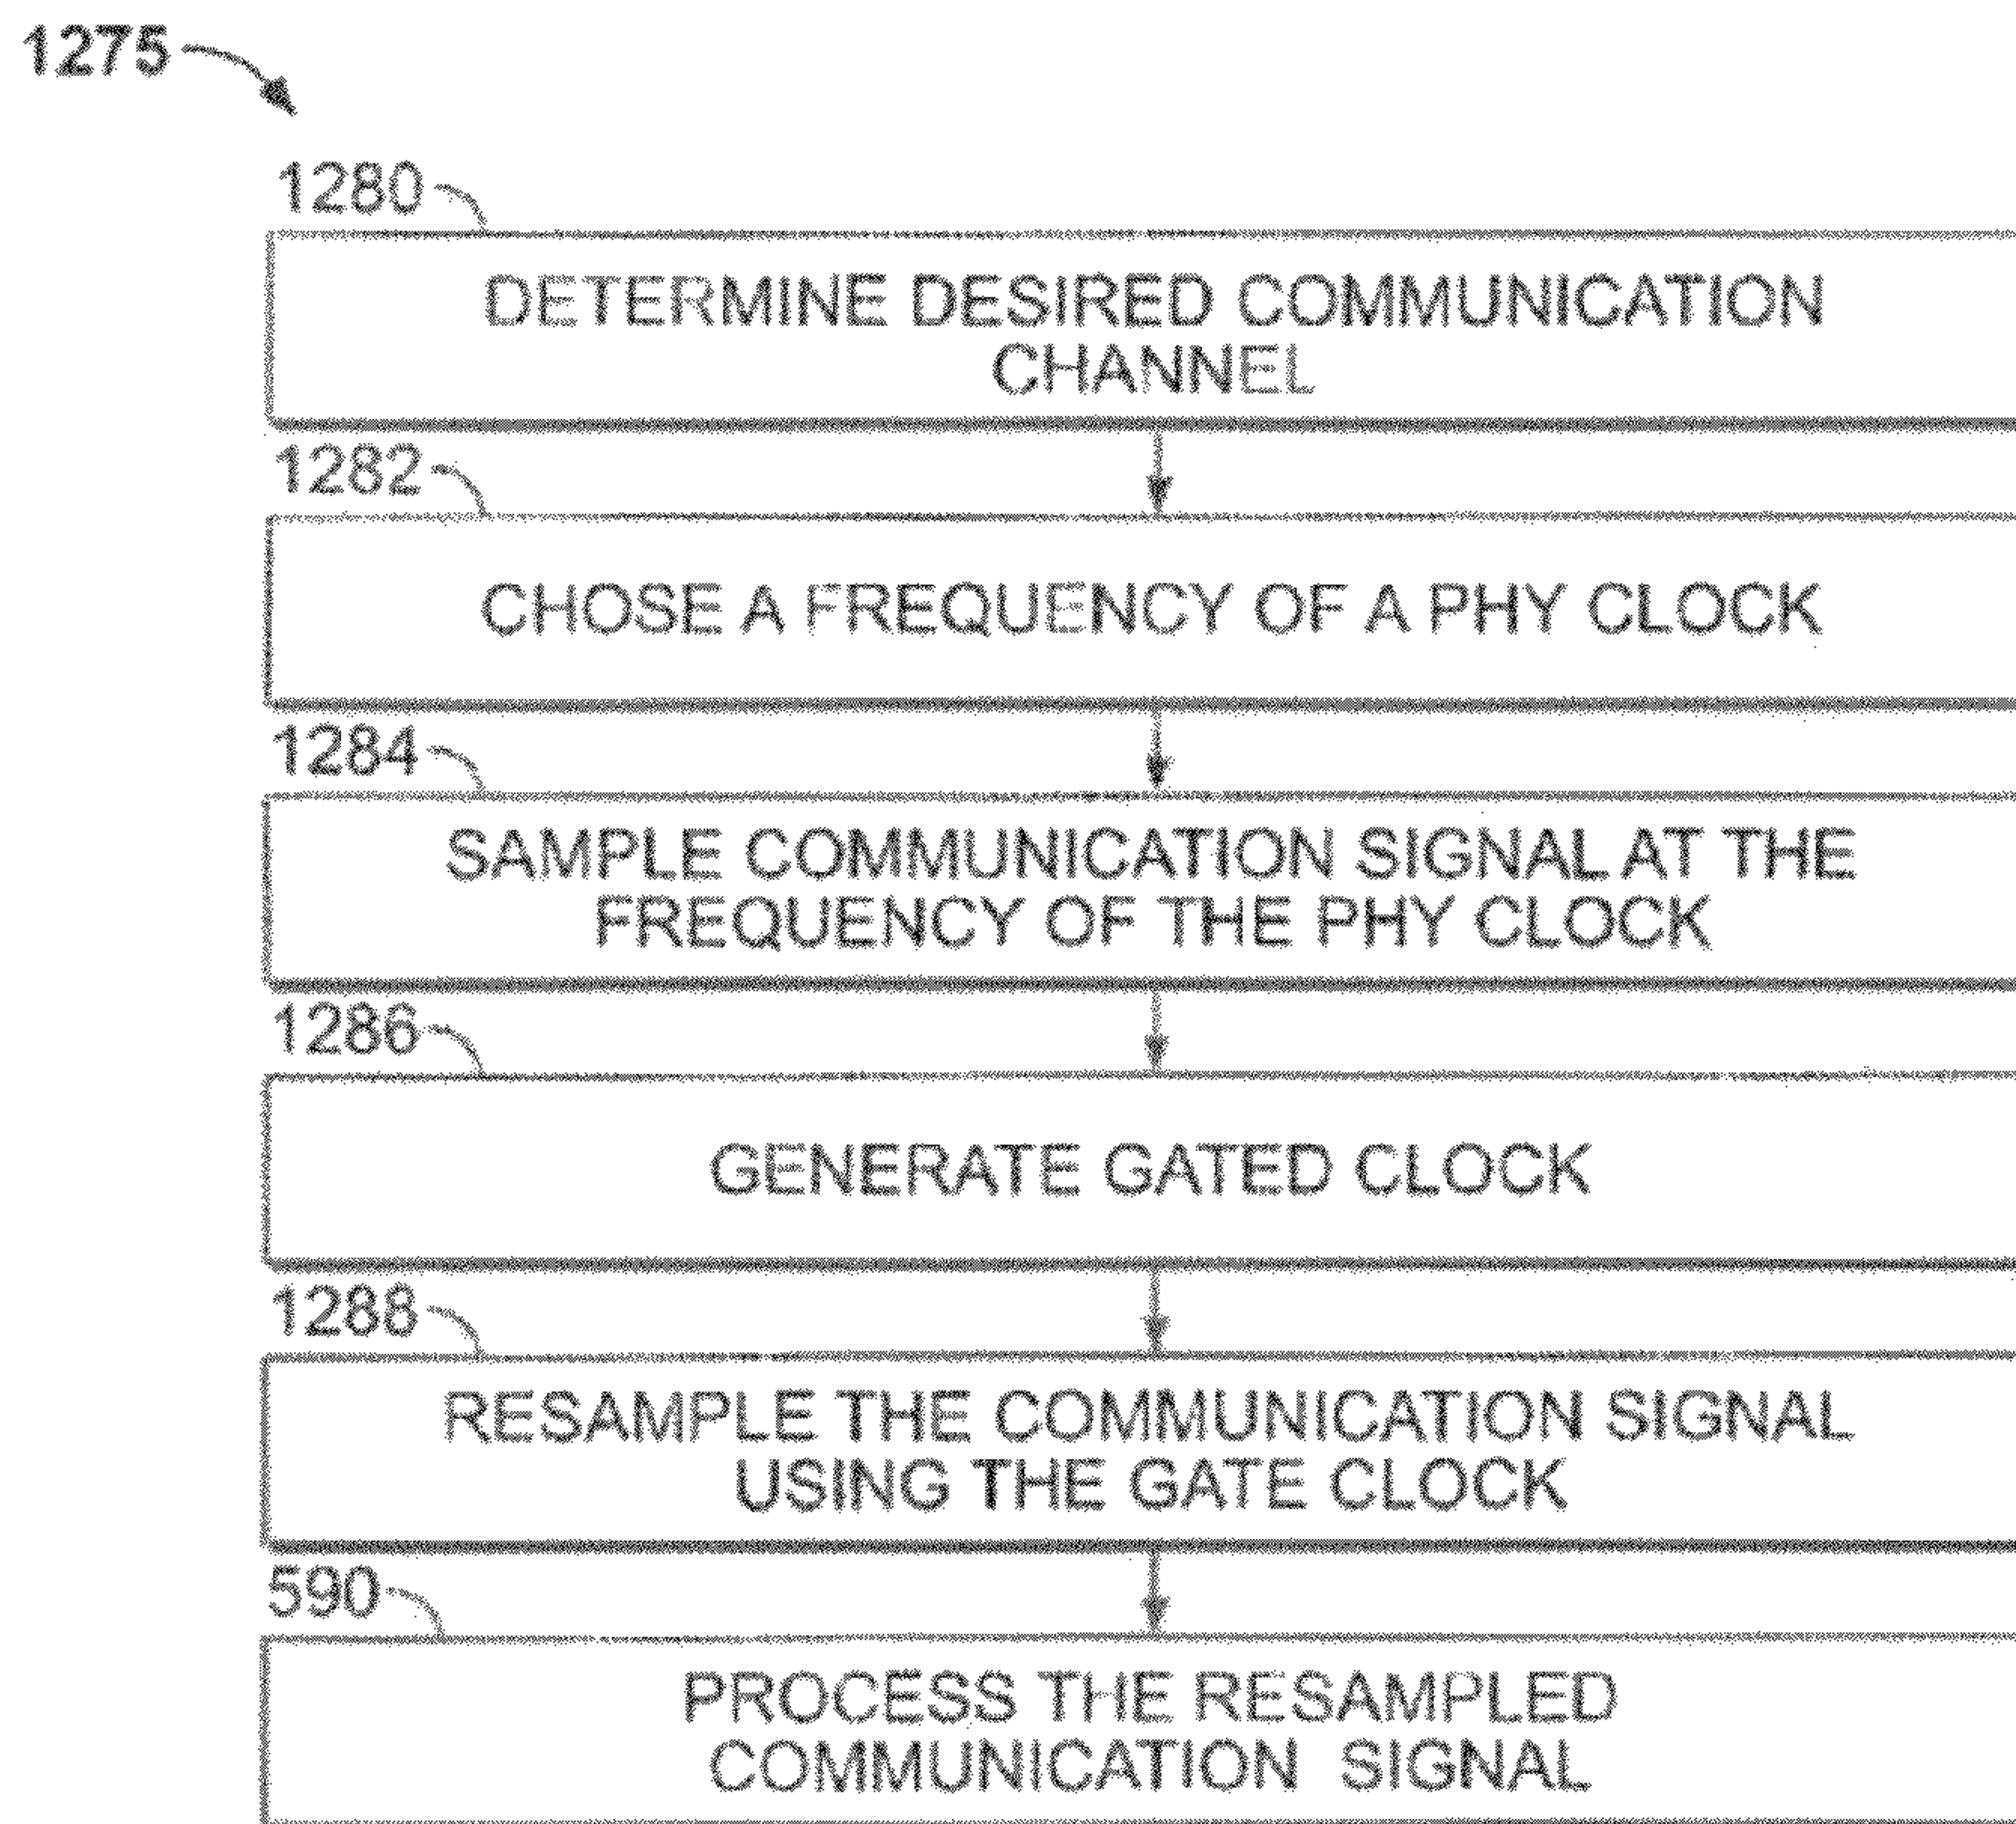 1275
1280
DETERMINE DESIRED COMMUNICATION
CHANNEL
1282
CHOSE A FREQUENCY OF A PHY CLOCK
1284
SAMPLE COMMUNICATION SIGNAL AT THE
FREQUENCY OF THE PHY CLOCK
1286
GENERATE GATED CLOCK
1288
RESAMPLE THE COMMUNICATION SIGNAL
USING THE GATE CLOCK
590
PROCESS THE RESAMPLED
COMMUNICATION SIGNAL